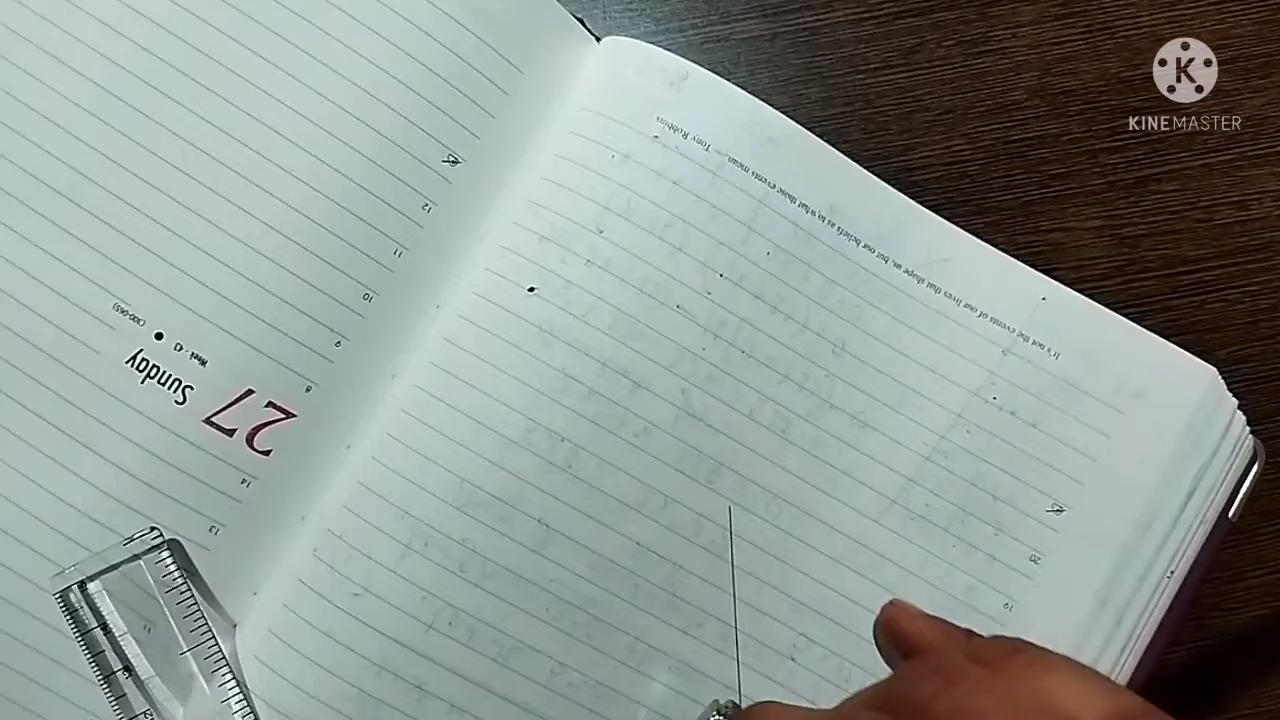 KINEMASTER
It's not the events of our lives that shape us, but our beliefs as to what those events mean. Tony Robbins
27
Sunday
Week - 43
(300-065)
8
9
10
11
12
13
14
19
20